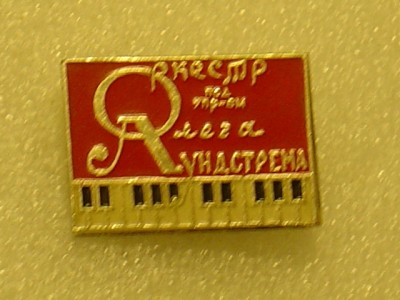 Оркестр
под
упр-ем
Олега
Лундстрема